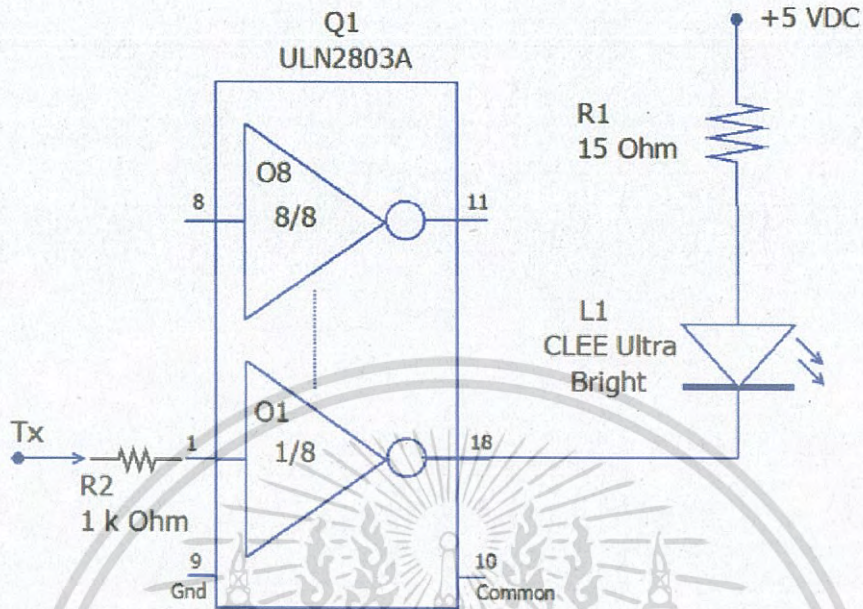 Q1
ULN2803A
+5 VDC
R1
15 Ohm
8
O8
8/8
11
L1
CLEE Ultra
Bright
Tx
1
O1
1/8
18
R2
1 k Ohm
9
Gnd
10
Common